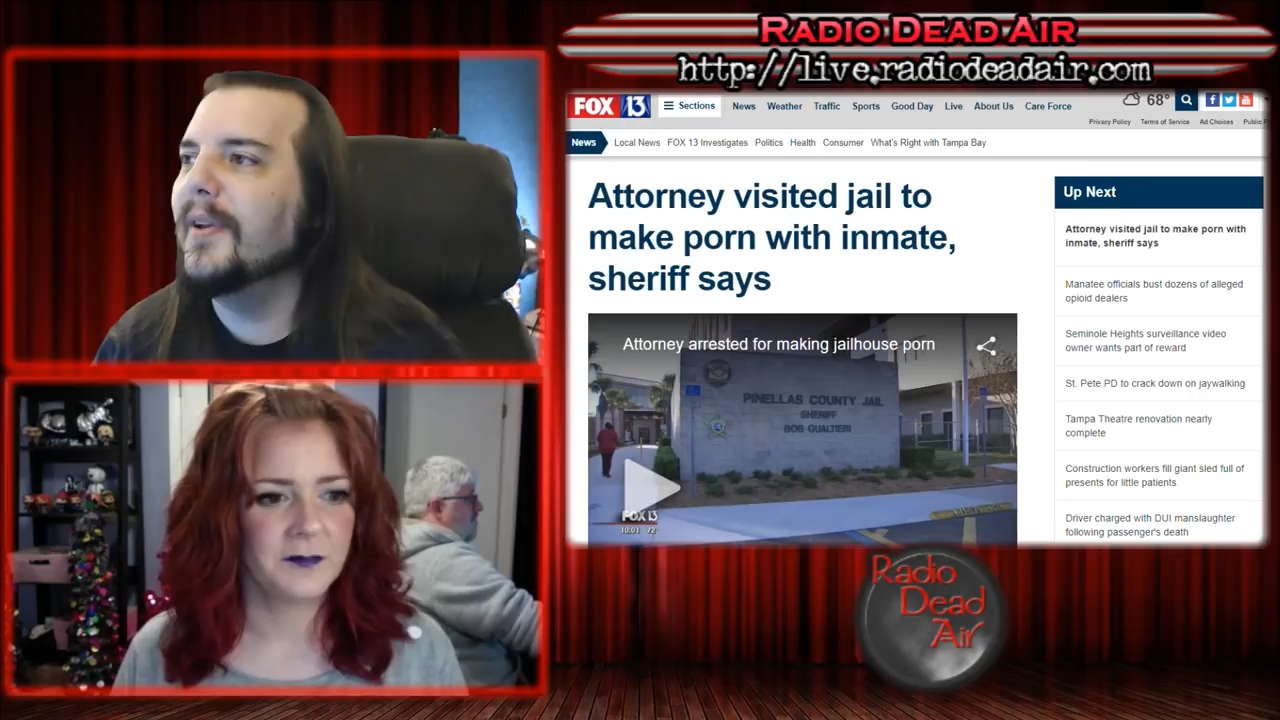 Radio Dead Air
http://live.radiodeadair.com
FOX 13
Sections
News
Weather
Traffic
Sports
Good Day
Live
About Us
Care Force
68°
Privacy Policy
Terms of Service
Ad Choices
News
Local News
FOX 13 Investigates
Politics
Health
Consumer
What's Right with Tampa Bay
Attorney visited jail to
make porn with inmate,
sheriff says
Attorney arrested for making jailhouse porn
PINELLAS COUNTY JAIL
SHERIFF
BOB GUALTIERI
FOX 13
10:01 72
Up Next
Attorney visited jail to make porn with
inmate, sheriff says
Manatee officials bust dozens of alleged
opioid dealers
Seminole Heights surveillance video
owner wants part of reward
St. Pete PD to crack down on jaywalking
Tampa Theatre renovation nearly
complete
Construction workers fill giant sled full of
presents for little patients
Driver charged with DUI manslaughter
following passenger's death
Radio
Dead
Air